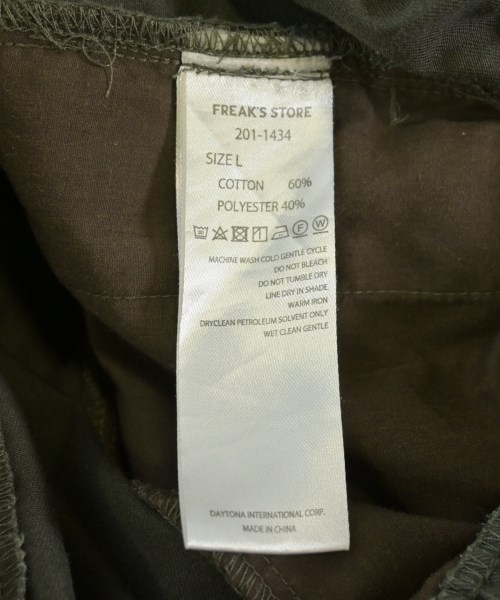 FREAK'S STORE
201-1434
SIZE L
COTTON 60%
POLYESTER 40%
F W
MACHINE WASH COLD GENTLE CYCLE
DO NOT BLEACH
DO NOT TUMBLE DRY
LINE DRY IN SHADE
WARM IRON
DRYCLEAN PETROLEUM SOLVENT ONLY
WET CLEAN GENTLE
DAYTONA INTERNATIONAL CORP.
MADE IN CHINA